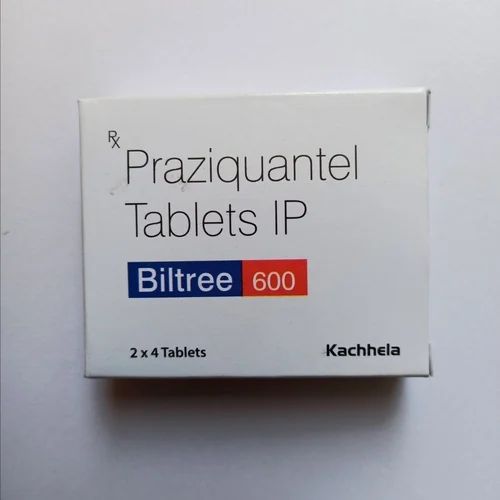 Rx
Praziquantel
Tablets IP
Biltree 600
2 x 4 Tablets
Kachhela